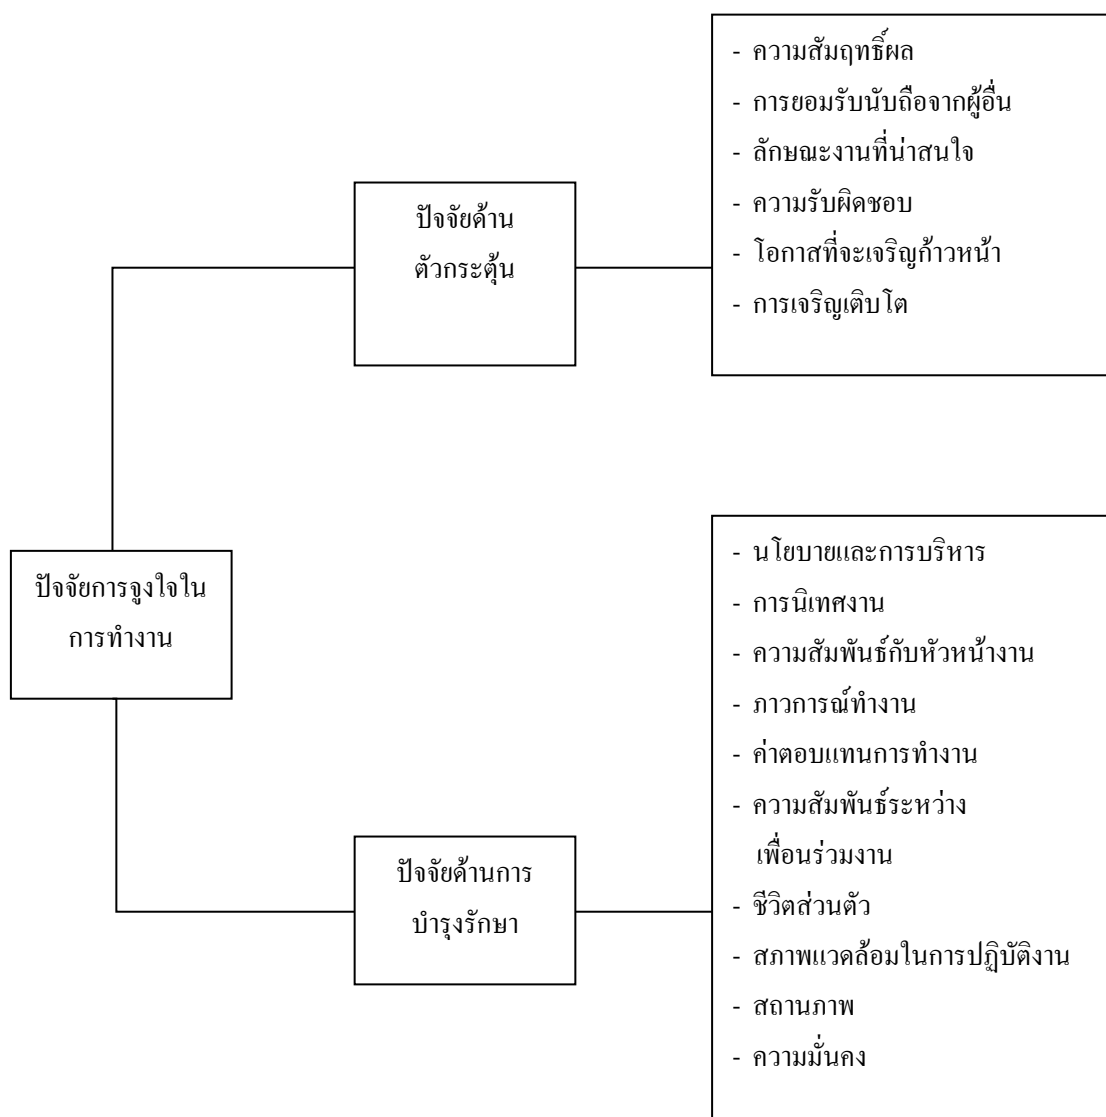 - ความสัมฤทธิ์ผล
- การยอมรับนับถือจากผู้อื่น
- ลักษณะงานที่น่าสนใจ
- ความรับผิดชอบ
- โอกาสที่จะเจริญก้าวหน้า
- การเจริญเติบโต
ปัจจัยด้าน
ตัวกระตุ้น
ปัจจัยการจูงใจใน
การทำงาน
ปัจจัยด้านการ
บำรุงรักษา
- นโยบายและการบริหาร
- การนิเทศงาน
- ความสัมพันธ์กับหัวหน้างาน
- ภาวการณ์ทำงาน
- ค่าตอบแทนการทำงาน
- ความสัมพันธ์ระหว่าง
เพื่อนร่วมงาน
- ชีวิตส่วนตัว
- สภาพแวดล้อมในการปฏิบัติงาน
- สถานภาพ
- ความมั่นคง